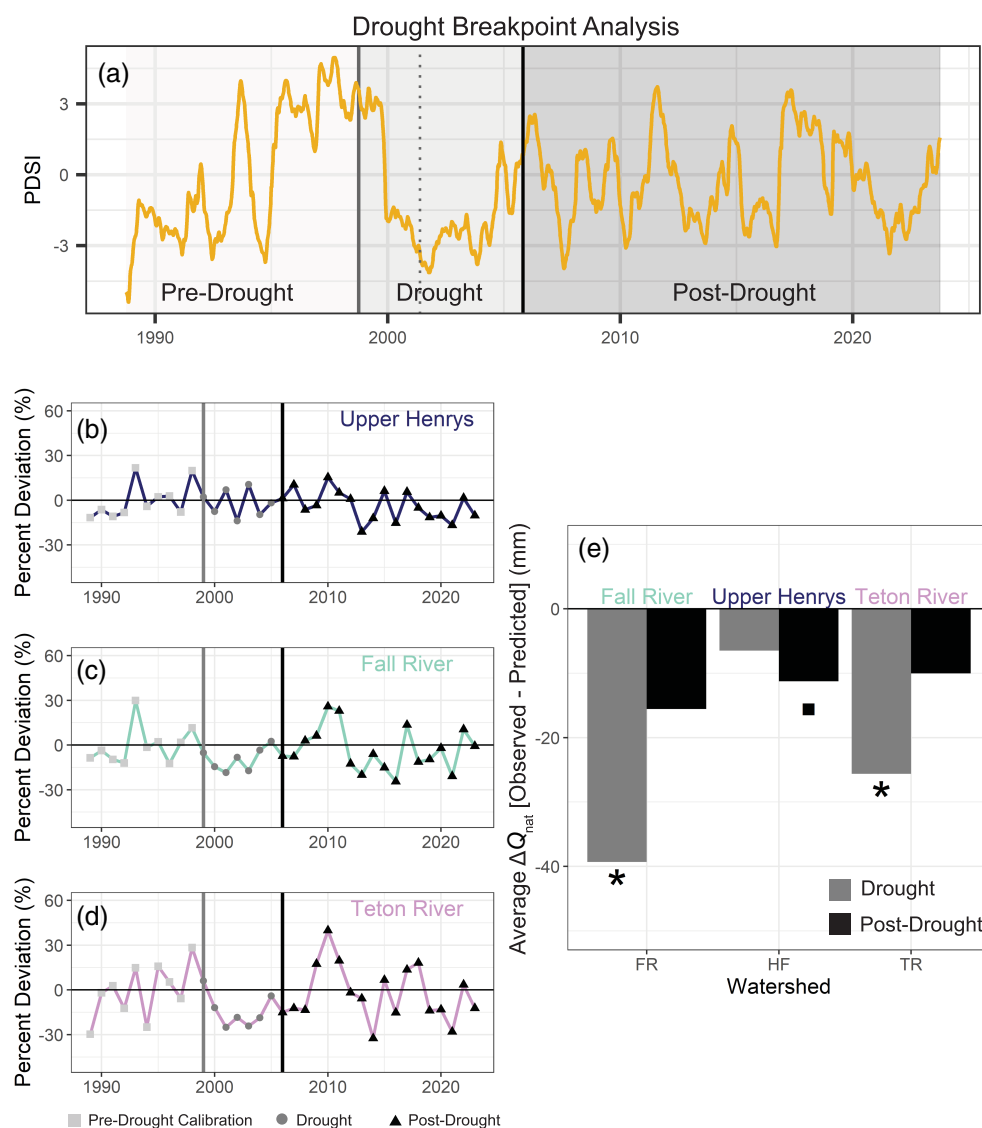 Drought Breakpoint Analysis
(a)
PDSI
3
0
-3
Pre-Drought
Drought
Post-Drought
1990
2000
2010
2020
(b)
Upper Henrys
Percent Deviation (%)
60
30
0
-30
1990
2000
2010
2020
(c)
Fall River
Percent Deviation (%)
60
30
0
-30
1990
2000
2010
2020
(d)
Teton River
Percent Deviation (%)
60
30
0
-30
1990
2000
2010
2020
Pre-Drought Calibration
Drought
Post-Drought
(e)
Average ΔQnat [Observed - Predicted] (mm)
0
-20
-40
Fall River
Upper Henrys
Teton River
*
*
Drought
Post-Drought
FR
HF
TR
Watershed